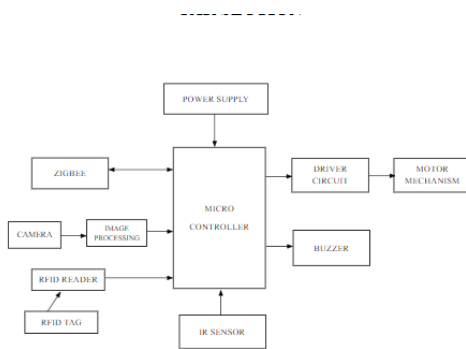 POWER SUPPLY
ZIGBEE
DRIVER
CIRCUIT
MOTOR
MECHANISM
MICRO
CONTROLLER
CAMERA
IMAGE
PROCESSING
BUZZER
RFID READER
RFID TAG
IR SENSOR